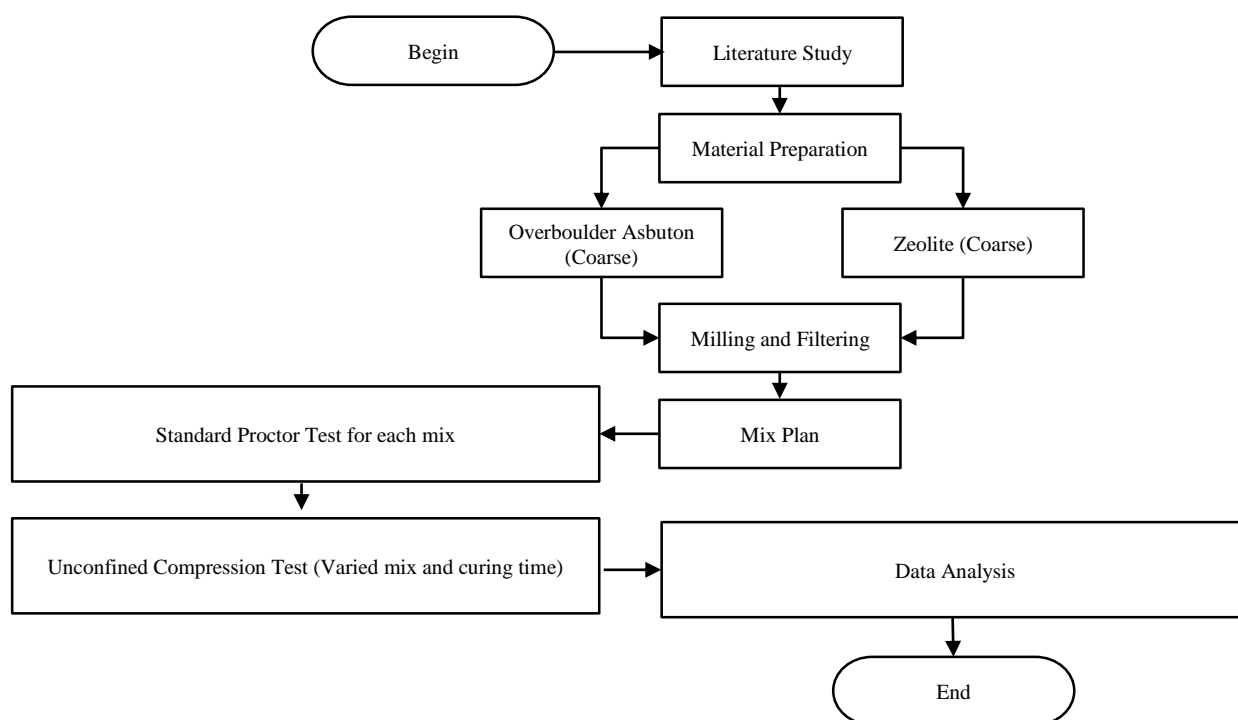 Begin
Literature Study
Material Preparation
Overboulder Asbuton
(Coarse)
Zeolite (Coarse)
Milling and Filtering
Mix Plan
Standard Proctor Test for each mix
Unconfined Compression Test (Varied mix and curing time)
Data Analysis
End